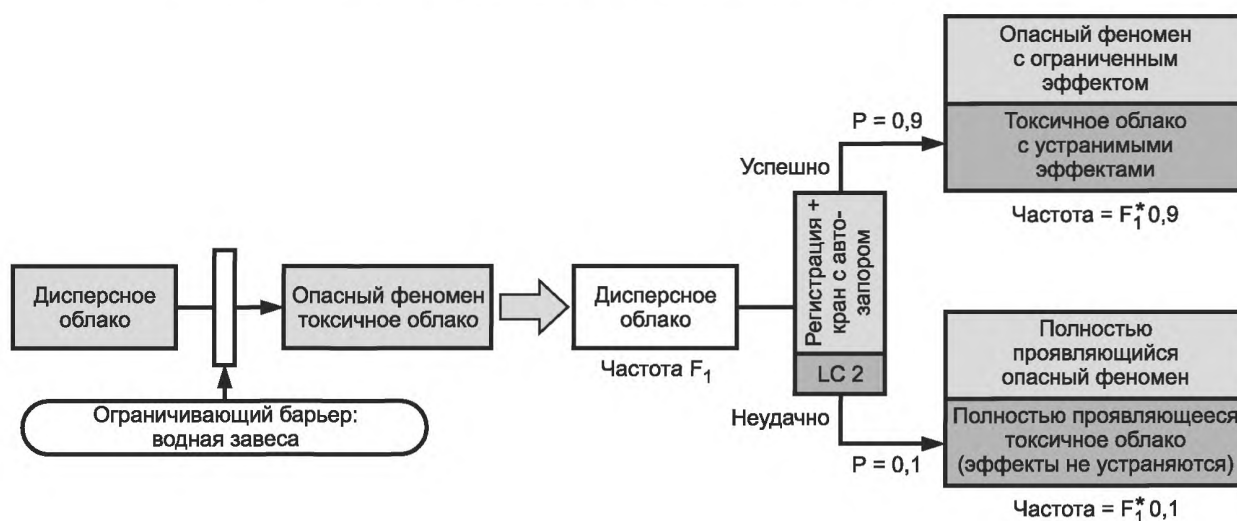 Опасный феномен
с ограниченным
эффектом
P = 0,9
Токсичное облако
с устранимыми
эффектами
Успешно
Частота = F₁* 0,9
Регистрация +
кран с авто-
запором
Дисперсное
облако
Опасный феномен
токсичное облако
Дисперсное
облако
Частота F₁
LC 2
Полностью
проявляющийся
опасный феномен
Ограничивающий барьер:
водная завеса
Неудачно
P = 0,1
Полностью проявляющееся
токсичное облако
(эффекты не устраняются)
Частота = F₁* 0,1